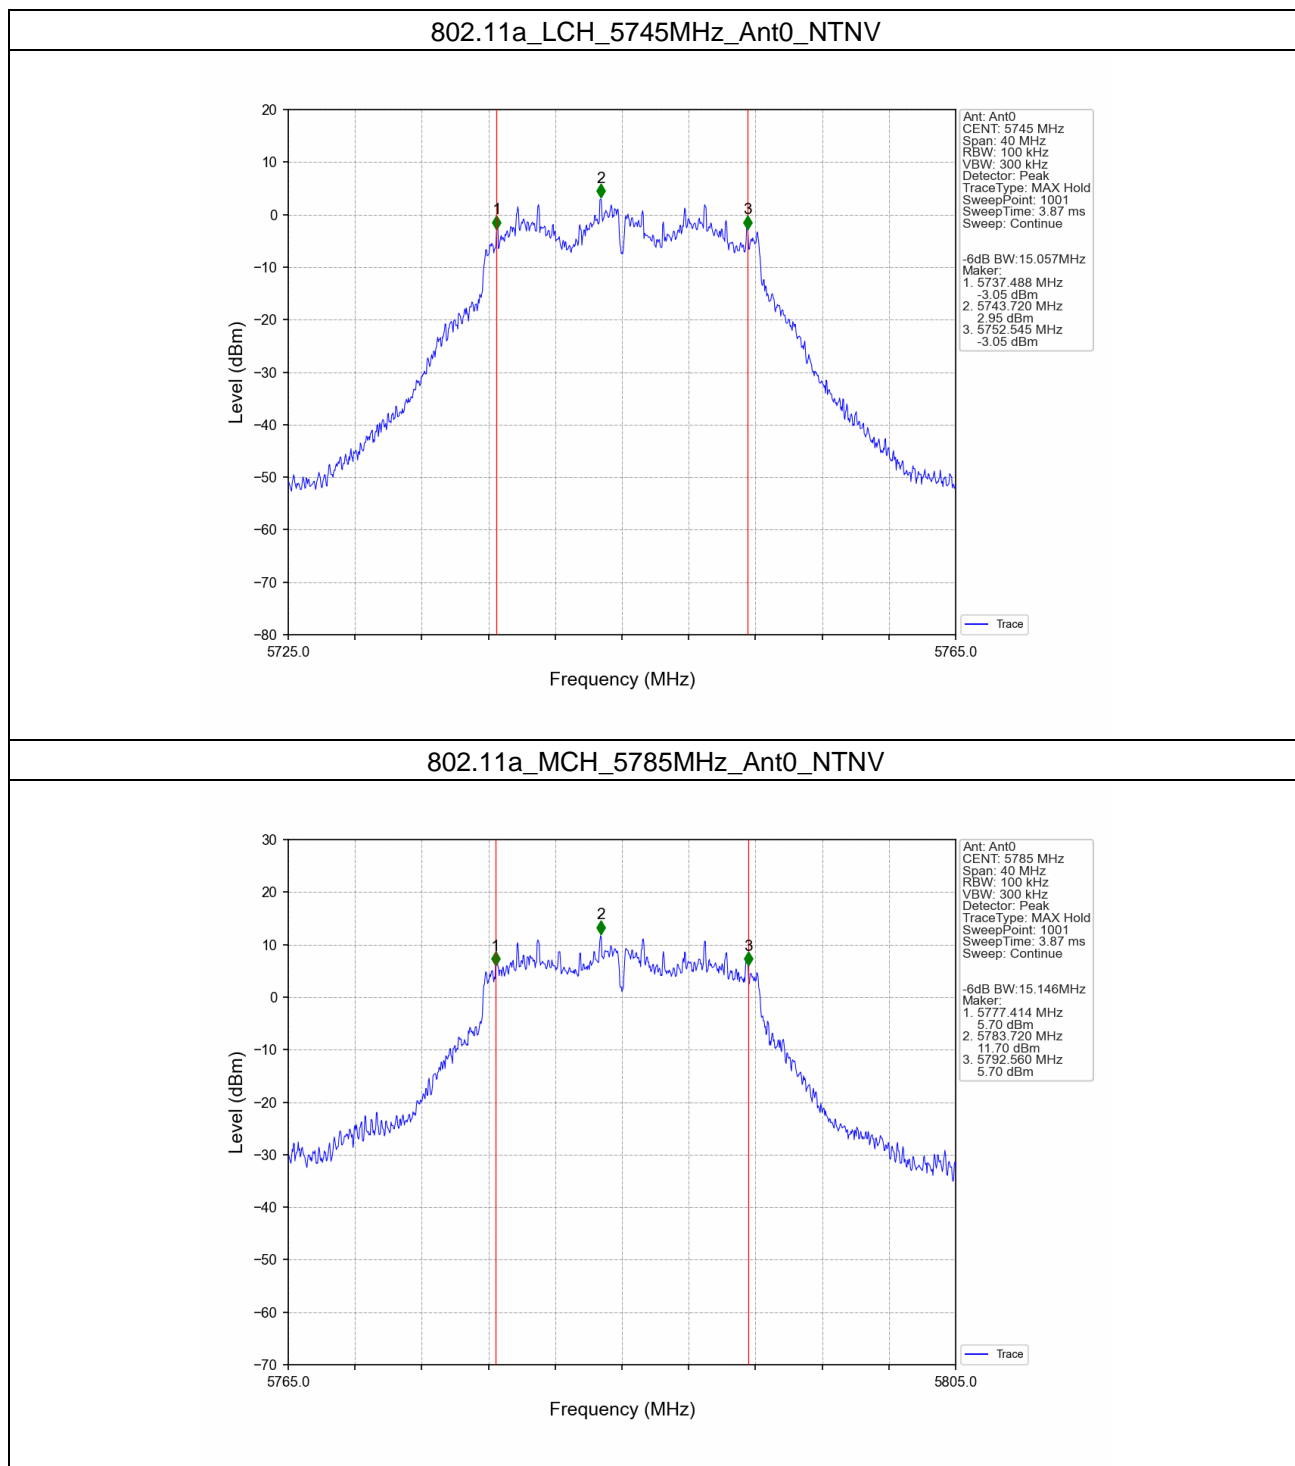 802.11a_LCH_5745MHz_Ant0_NTNV
20
10
0
−10
−20
−30
−40
−50
−60
−70
−80
Level (dBm)
1
2
3
5725.0
5765.0
Frequency (MHz)
Ant: Ant0
CENT: 5745 MHz
Span: 40 MHz
RBW: 100 kHz
VBW: 300 kHz
Detector: Peak
TraceType: MAX Hold
SweepPoint: 1001
SweepTime: 3.87 ms
Sweep: Continue
-6dB BW:15.057MHz
Maker:
1. 5737.488 MHz
-3.05 dBm
2. 5743.720 MHz
2.95 dBm
3. 5752.545 MHz
-3.05 dBm
Trace
802.11a_MCH_5785MHz_Ant0_NTNV
30
20
10
0
−10
−20
−30
−40
−50
−60
−70
Level (dBm)
1
2
3
5765.0
5805.0
Frequency (MHz)
Ant: Ant0
CENT: 5785 MHz
Span: 40 MHz
RBW: 100 kHz
VBW: 300 kHz
Detector: Peak
TraceType: MAX Hold
SweepPoint: 1001
SweepTime: 3.87 ms
Sweep: Continue
-6dB BW:15.146MHz
Maker:
1. 5777.414 MHz
5.70 dBm
2. 5783.720 MHz
11.70 dBm
3. 5792.560 MHz
5.70 dBm
Trace